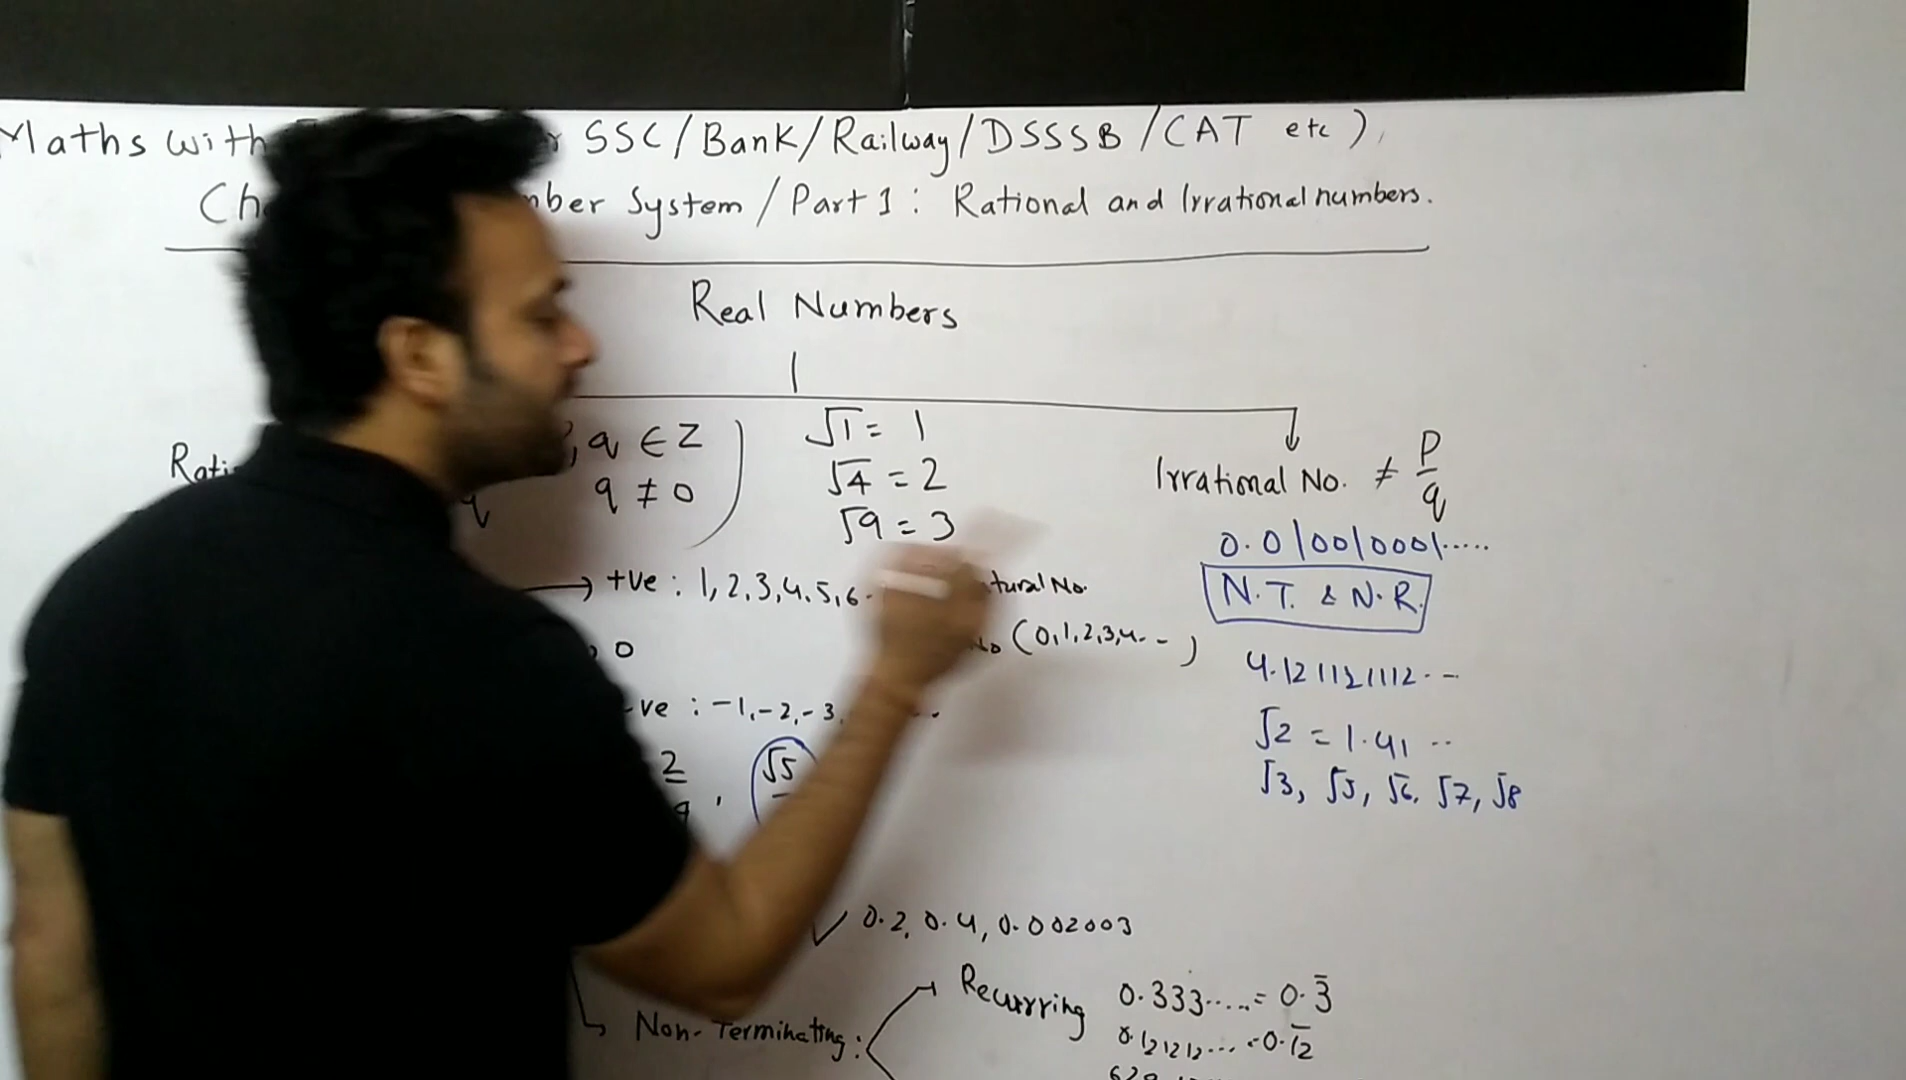 Maths with SSC/Bank/Railway/DSSSB/CAT etc),
System/Part 1: Rational and Irrational numbers.
Real Numbers
q ∈ Z
q ≠ 0
√1 = 1
√4 = 2
√9 = 3
Irrational No. ≠ P/q
0.010010001.....
N.T. & N.R.
→ +ve : 1, 2, 3, 4, 5, 6.
0
(0,1,2,3,4.. )
4.121121112...
-ve : -1, -2, -3,
√2 = 1.41 ..
√3, √5, √6, √7, √8
2/9, √5
✓ 0.2, 0.4, 0.002003
Non-Terminating:
Recurring 0.333.....= 0.3̄
0.121212... = 0.1̄2̄